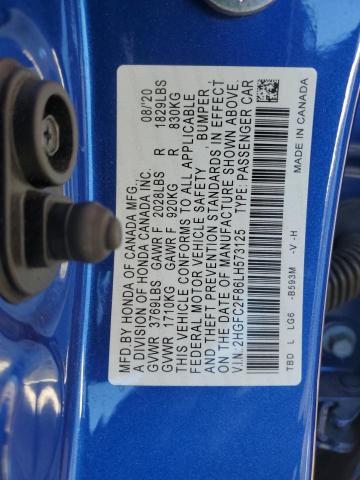 MFD.BY HONDA OF CANADA MFG., 08/'20
A DIVISION OF HONDA CANADA INC.
GVWR 3769LBS GAWR F 2028LBS R 1829LBS
GVWR 1710KG GAWR F 920KG R 830KG
THIS VEHICLE CONFORMS TO ALL APPLICABLE
FEDERAL MOTOR VEHICLE SAFETY, BUMPER,
AND THEFT PREVENTION STANDARDS IN EFFECT
ON THE DATE OF MANUFACTURE SHOWN ABOVE.
V.I.N. 2HGFC2F86LH573125 TYPE: PASSENGER CAR
TBD L LG6 -B593M -V -H MADE IN CANADA